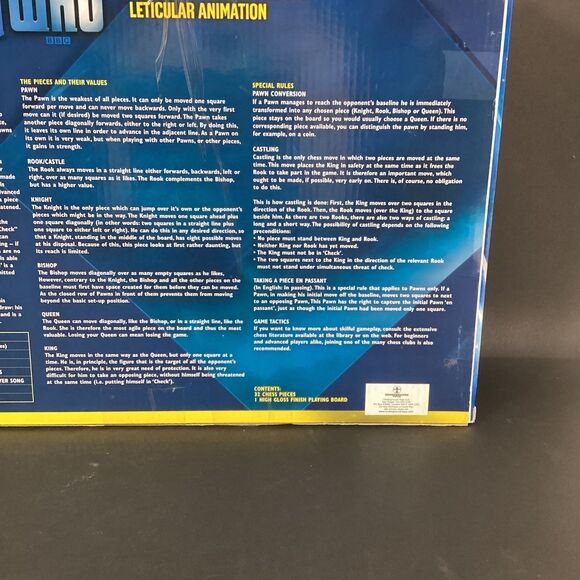 WHO
BBC
LETICULAR ANIMATION
THE PIECES AND THEIR VALUES
PAWN
The Pawn is the weakest of all pieces. It can only be moved one square
forward per move and can never move backwards. Only with the very first
move can it (if desired) be moved two squares forward. The Pawn takes
another piece diagonally forwards, either to the right or left. By doing this,
it leaves its own line in order to advance in the adjacent line. As a Pawn on
its own it is very weak, but when playing with other Pawns, or other pieces,
it gains in strength.
ROOK/CASTLE
The Rook always moves in a straight line either forwards, backwards, left or
right, over as many squares as it likes. The Rook complements the Bishop,
but has a higher value.
KNIGHT
The Knight is the only piece which can jump over it's own or the opponent's
pieces which might be in the way. The Knight moves one square ahead plus
one square diagonally (in other words: two squares in a straight line plus
one square to either left or right). He can do this in any desired direction, so
that a Knight, standing in the middle of the board, has eight possible moves
at his disposal. Because of this, this piece looks at first rather daunting, but
its reach is limited.
BISHOP
The Bishop moves diagonally over as many empty squares as he likes.
However, contrary to the Knight, the Bishop and all the other pieces on the
baseline must first have space created for them before they can be moved.
As the closed row of Pawns in front of them prevents them from moving
beyond the basic set-up position.
QUEEN
The Queen can move diagonally, like the Bishop, or in a straight line, like the
Rook. She is therefore the most agile piece on the board and thus the most
valuable. Losing your Queen can mean losing the game.
KING
The King moves in the same way as the Queen, but only one square at a
time. He is, in principle, the figure that is the target of all the opponent's
pieces. Therefore, he is in very great need of protection. It is also very
difficult for him to take an opposing piece, without himself being threatened
at the same time (i.e. putting himself in "Check").
SPECIAL RULES
PAWN CONVERSION
If a Pawn manages to reach the opponent's baseline he is immediately
transformed into any chosen piece (Knight, Rook, Bishop or Queen). This
piece stays on the board so you would usually choose a Queen. If there is no
corresponding piece available, you can distinguish the pawn by standing him,
for example, on a coin.
CASTLING
Castling is the only chess move in which two pieces are moved at the same
time. This move places the King in safety at the same time as it frees the
Rook to take part in the game. It is therefore an important move, which
ought to be made, if possible, very early on. There is, of course, no obligation
to do this.
This is how castling is done: First, the King moves over two squares in the
direction of the Rook. Then, the Rook moves (over the King) to the square
beside him. As there are two Rooks, there are also two ways of castling; a
long and a short way. The possibility of castling depends on the following
preconditions:
• No piece must stand between King and Rook.
• Neither King nor Rook has yet moved.
• The King must not be in 'Check'.
• The two squares next to the King in the direction of the relevant Rook
must not stand under simultaneous threat of check.
TAKING A PIECE EN PASSANT
(In English: In passing). This is a special rule that applies to Pawns only. If a
Pawn, in making his initial move off the baseline, moves two squares to next
to an opposing Pawn, This Pawn has the right to capture the initial Pawn 'en
passant', just as though the initial Pawn had been moved only one square.
GAME TACTICS
If you want to know more about skilful gameplay, consult the extensive
chess literature available at the library or on the web. For beginners
and advanced players alike, joining one of the many chess clubs is also
recommended.
CONTENTS:
32 CHESS PIECES
1 HIGH GLOSS FINISH PLAYING BOARD